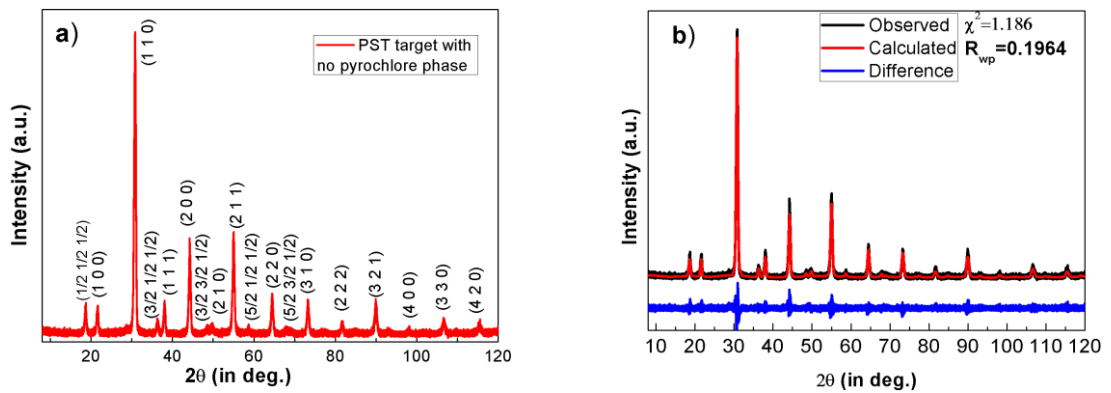 a)
PST target with
no pyrochlore phase
Intensity (a.u.)
(1/2 1/2 1/2)
(1 0 0)
(1 1 0)
(3/2 1/2 1/2)
(1 1 1)
(2 0 0)
(3/2 3/2 1/2)
(2 1 0)
(2 1 1)
(5/2 1/2 1/2)
(2 2 0)
(5/2 3/2 1/2)
(3 1 0)
(2 2 2)
(3 2 1)
(4 0 0)
(3 3 0)
(4 2 0)
20 40 60 80 100 120
2θ (in deg.)
b)
Observed χ²=1.186
Calculated R_wp=0.1964
Difference
Intensity (a.u.)
10 20 30 40 50 60 70 80 90 100 110 120
2θ (in deg.)